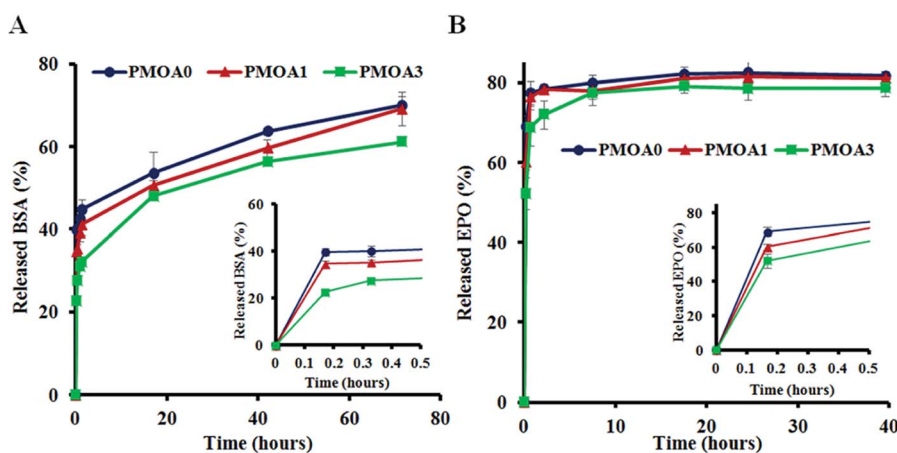 A
PMOA0 PMOA1 PMOA3
80
60
40
20
0
Released BSA (%)
0 20 40 60 80
Time (hours)
60
40
20
0
Released BSA (%)
0 0.1 0.2 0.3 0.4 0.5
Time (hours)
B
80
60
40
20
0
Released EPO (%)
PMOA0 PMOA1 PMOA3
0 10 20 30 40
Time (hours)
80
60
40
20
0
Released EPO (%)
0 0.1 0.2 0.3 0.4 0.5
Time (hours)